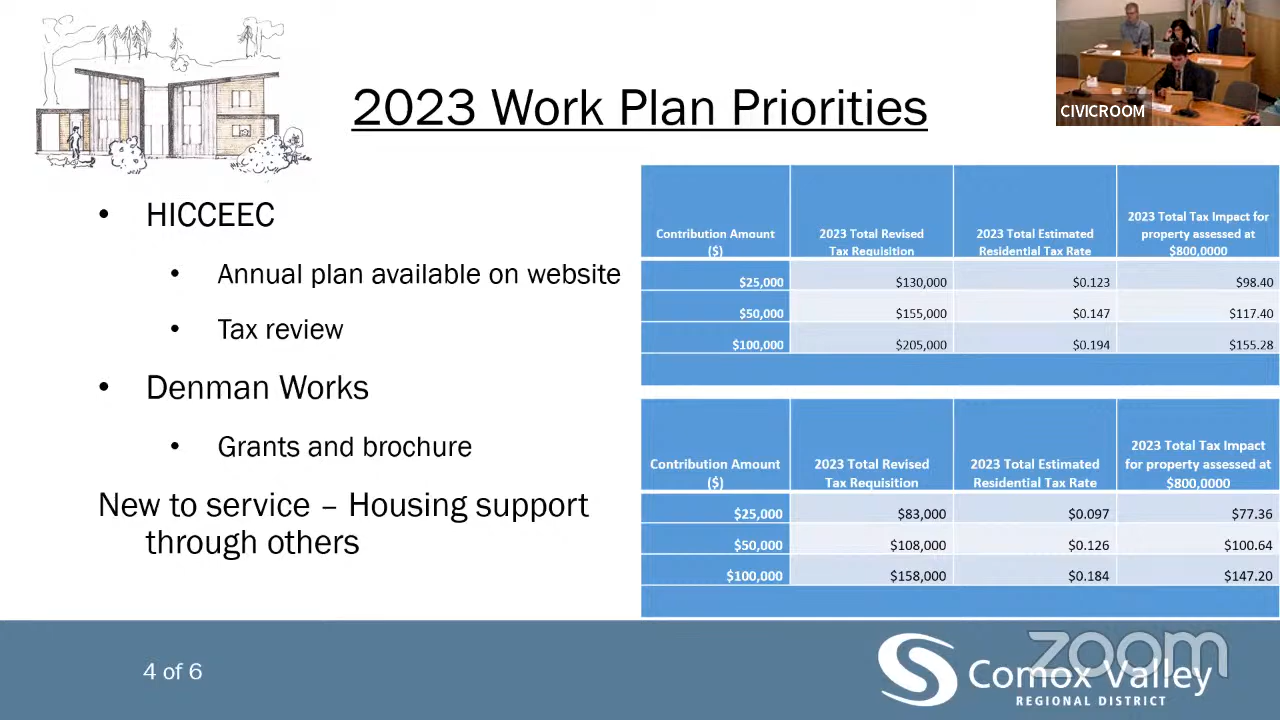 2023 Work Plan Priorities
CIVICROOM
• HICCEEC
• Annual plan available on website
• Tax review
• Denman Works
• Grants and brochure
New to service – Housing support
through others
Contribution Amount
($)
2023 Total Revised
Tax Requisition
2023 Total Estimated
Residential Tax Rate
2023 Total Tax Impact for
property assessed at
$800,0000
$25,000 $130,000 $0.123 $98.40
$50,000 $155,000 $0.147 $117.40
$100,000 $205,000 $0.194 $155.28
Contribution Amount
($)
2023 Total Revised
Tax Requisition
2023 Total Estimated
Residential Tax Rate
2023 Total Tax Impact
for property assessed at
$800,0000
$25,000 $83,000 $0.097 $77.36
$50,000 $108,000 $0.126 $100.64
$100,000 $158,000 $0.184 $147.20
4 of 6
zoom
Comox Valley
REGIONAL DISTRICT